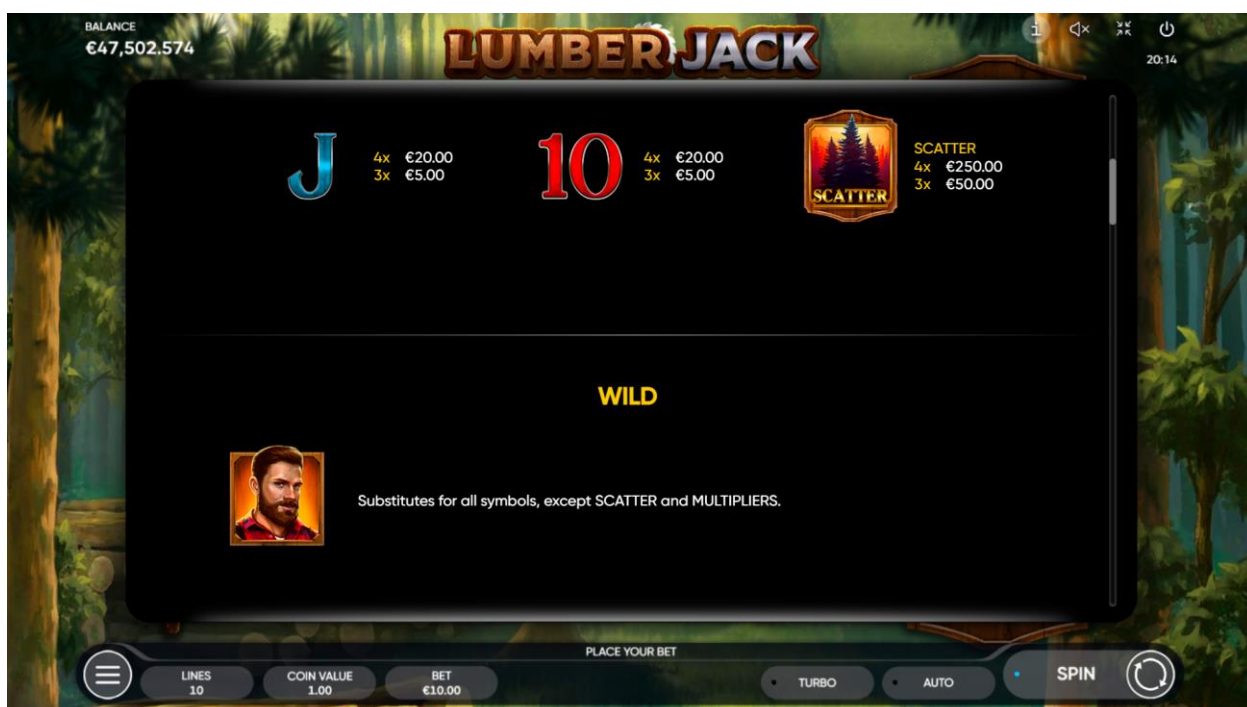 BALANCE
€47,502.574
LUMBER JACK
20:14
J
4x €20.00
3x €5.00
10
4x €20.00
3x €5.00
SCATTER
SCATTER
4x €250.00
3x €50.00
WILD
Substitutes for all symbols, except SCATTER and MULTIPLIERS.
PLACE YOUR BET
LINES
10
COIN VALUE
1.00
BET
€10.00
TURBO
AUTO
SPIN